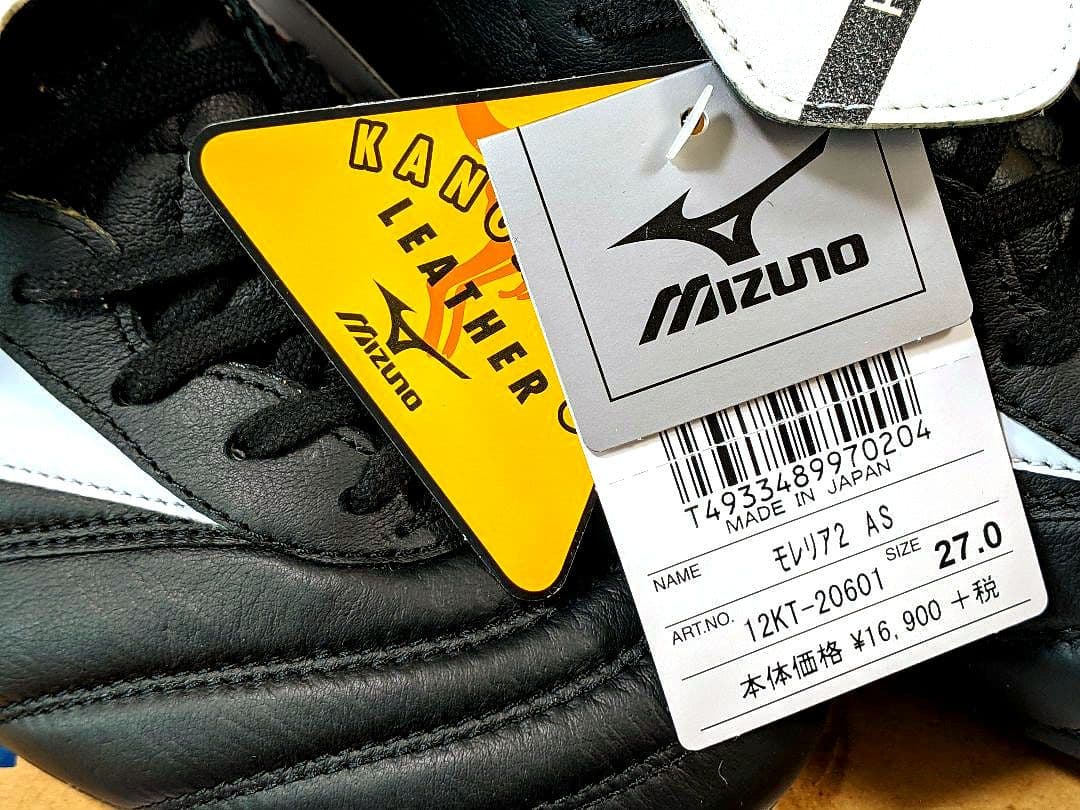 LEATHER
MIZUNO
MIZUNO
T4933489970204
MADE IN JAPAN
NAME ﾓﾚﾘｱ2 AS
ART.NO. 12KT-20601 SIZE 27.0
本体価格 ¥16,900 +税